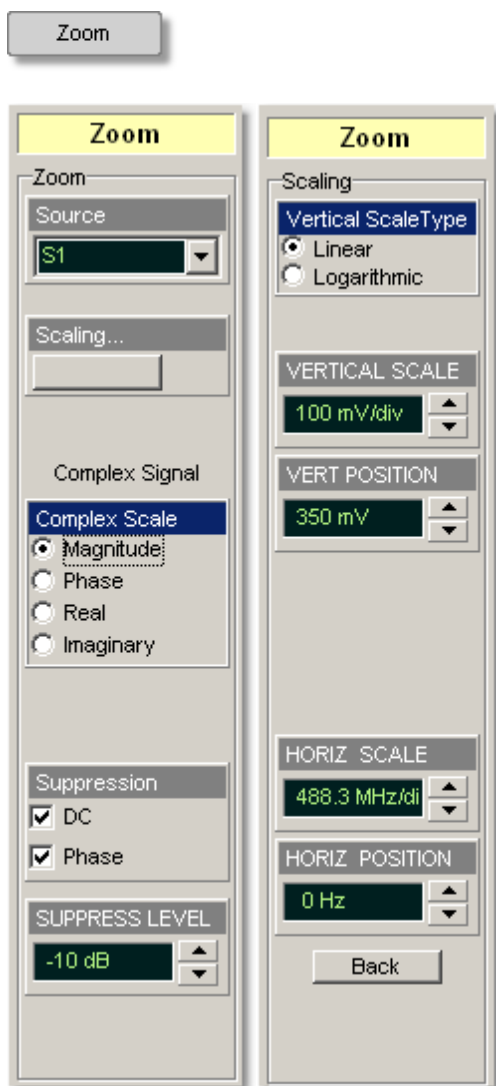 Zoom
Zoom
Zoom
Source
S1
Scaling...
Complex Signal
Complex Scale
Magnitude
Phase
Real
Imaginary
Suppression
DC
Phase
SUPPRESS LEVEL
-10 dB
Zoom
Scaling
Vertical ScaleType
Linear
Logarithmic
VERTICAL SCALE
100 mV/div
VERT POSITION
350 mV
HORIZ SCALE
488.3 MHz/di
HORIZ POSITION
0 Hz
Back